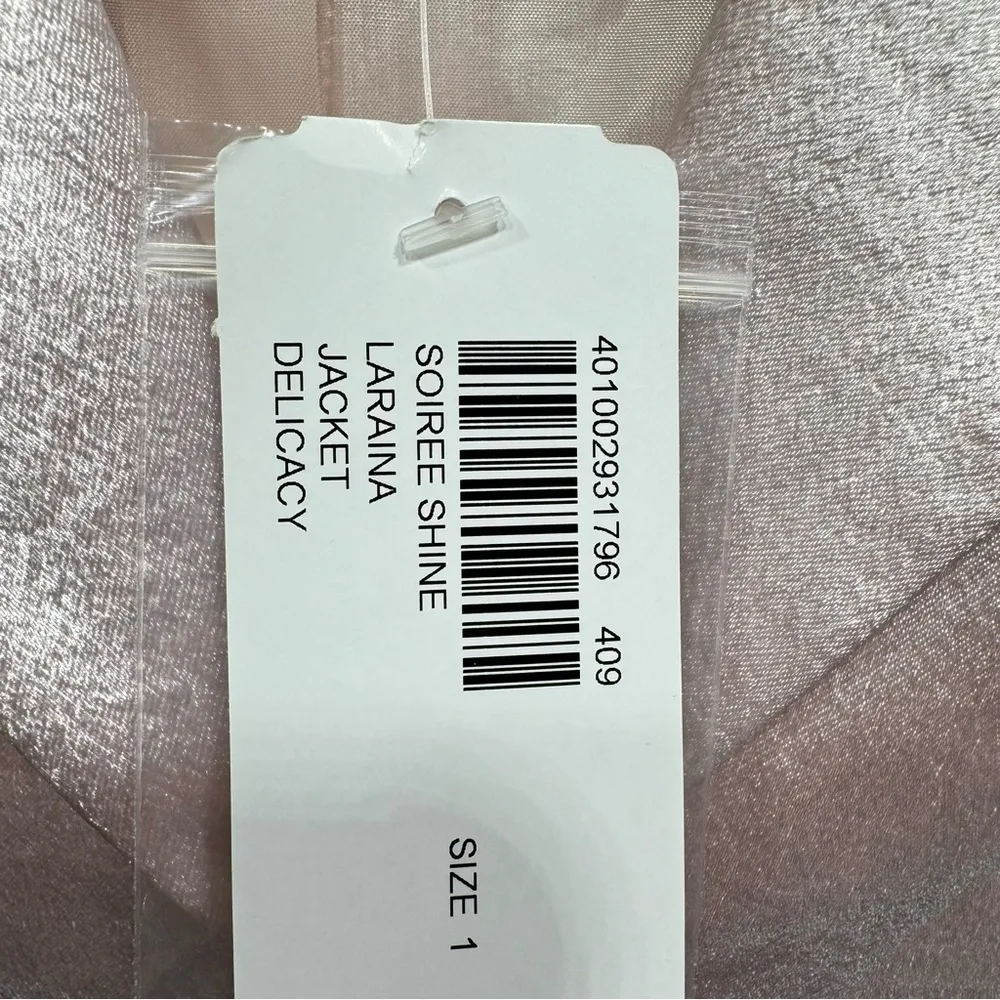 401002931796 409
SOIREE SHINE
LARAINA
JACKET
DELICACY
SIZE 1